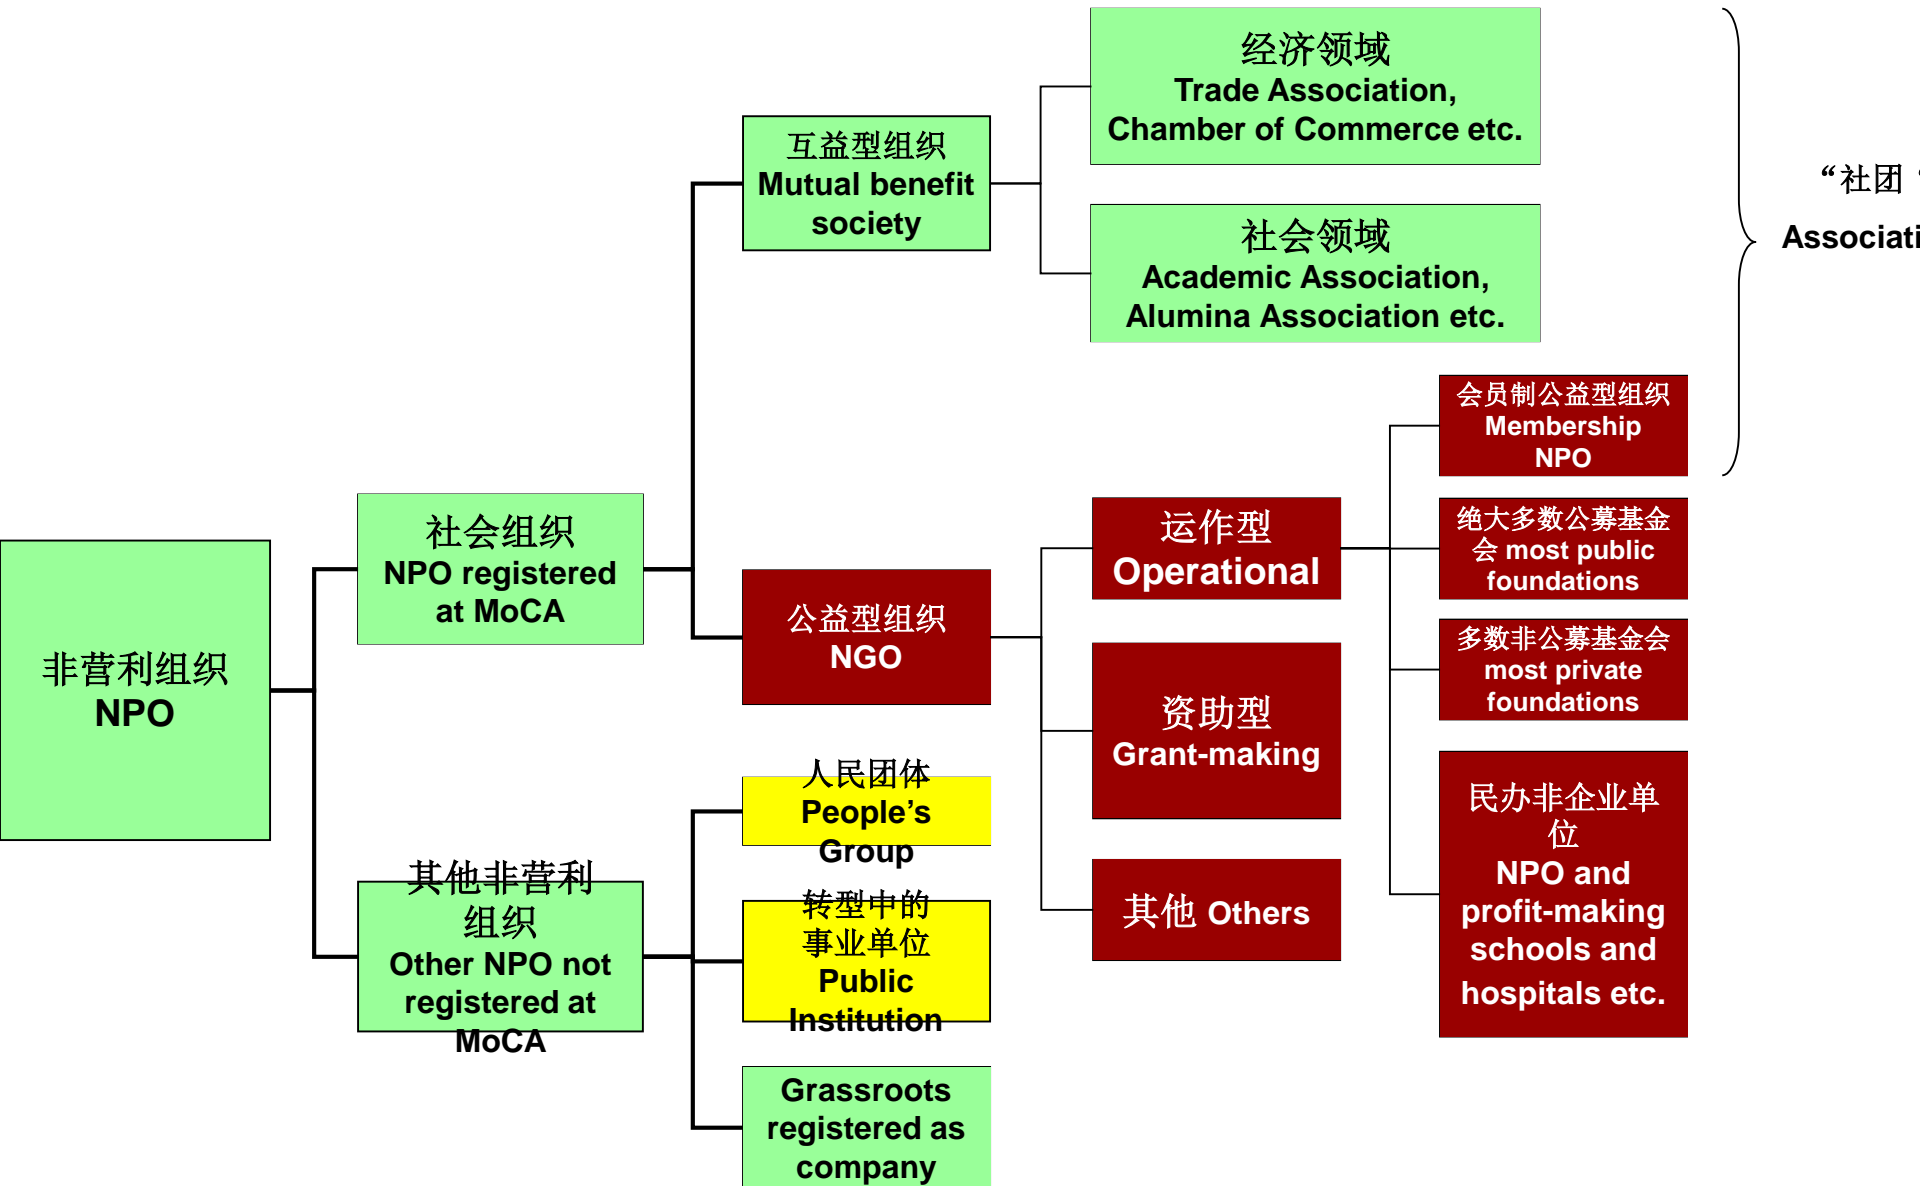 非营利组织
NPO
社会组织
NPO registered
at MoCA
其他非营利
组织
Other NPO not
registered at
MoCA
互益型组织
Mutual benefit
society
公益型组织
NGO
人民团体
People’s
Group
转型中的
事业单位
Public
Institution
Grassroots
registered as
company
经济领域
Trade Association,
Chamber of Commerce etc.
社会领域
Academic Association,
Alumina Association etc.
运作型
Operational
资助型
Grant-making
其他 Others
会员制公益型组织
Membership
NPO
绝大多数公募基金
会 most public
foundations
多数非公募基金会
most private
foundations
民办非企业单
位
NPO and
profit-making
schools and
hospitals etc.
“社团